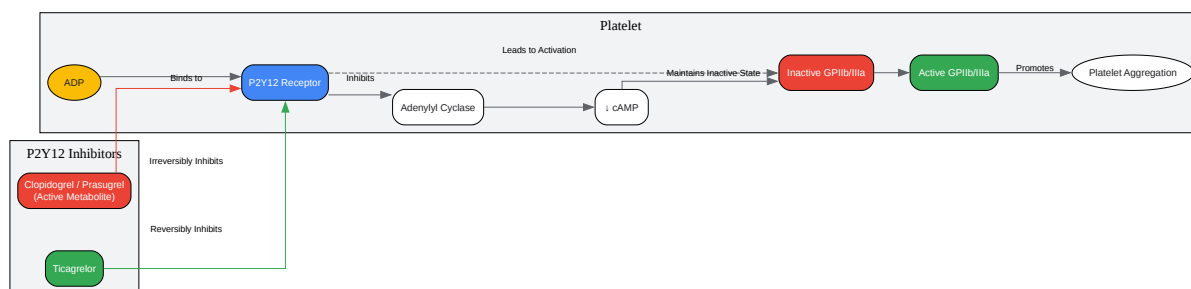 Platelet
Leads to Activation
ADP
Binds to
P2Y12 Receptor
Inhibits
Adenylyl Cyclase
↓ cAMP
Maintains Inactive State
Inactive GPIIb/IIIa
Active GPIIb/IIIa
Promotes
Platelet Aggregation
P2Y12 Inhibitors
Irreversibly Inhibits
Clopidogrel / Prasugrel
(Active Metabolite)
Reversibly Inhibits
Ticagrelor